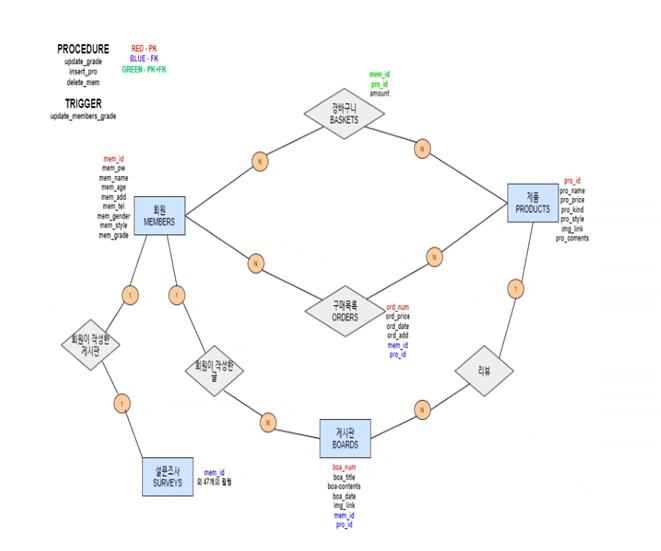 PROCEDURE
update_grade
insert_pro
delete_mem
RED - PK
BLUE - FK
GREEN - PK+FK
TRIGGER
update_members_grade
mem_id
pro_id
amount
장바구니
BASKETS
N
N
mem_id
mem_pw
mem_name
mem_age
mem_add
mem_tel
mem_gender
mem_style
mem_grade
회원
MEMBERS
제품
PRODUCTS
pro_id
pro_name
pro_price
pro_kind
pro_style
img_link
pro_coments
N
N
구매목록
ORDERS
ord_num
ord_price
ord_date
ord_add
mem_id
pro_id
1
1
1
회원이 작성한
게시판
회원이 작성한
글
리뷰
1
N
N
게시판
BOARDS
boa_num
boa_title
boa-contents
boa_date
img_link
mem_id
pro_id
설문조사
SURVEYS
mem_id
외 47개의 컬럼